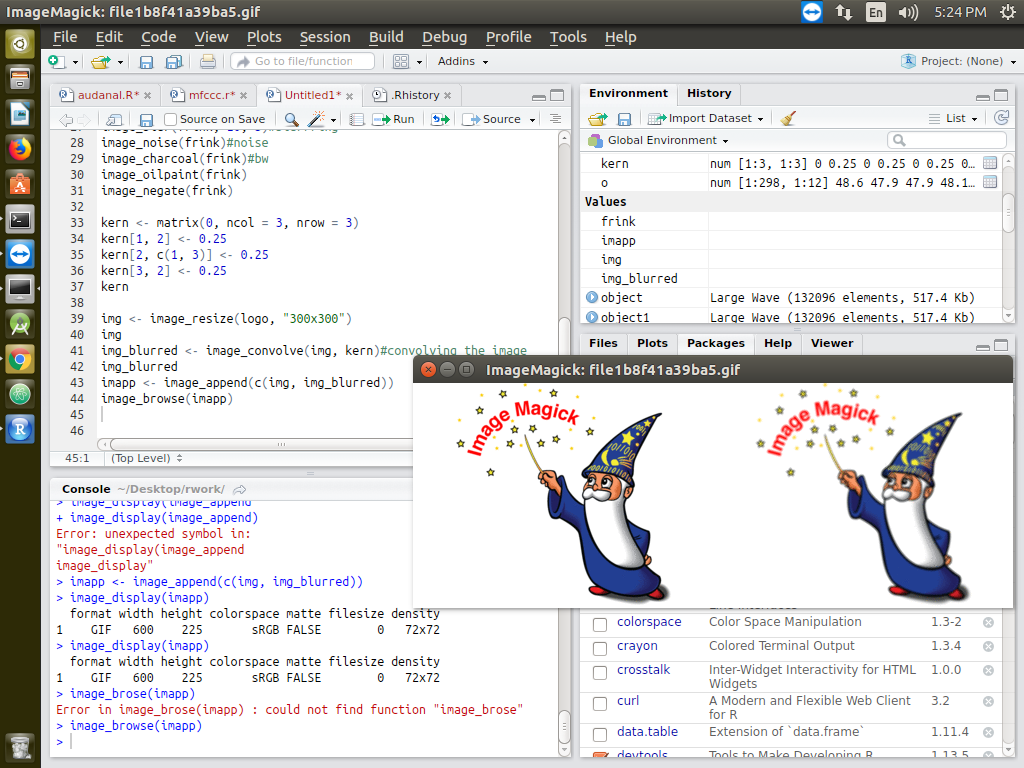 ImageMagick: file1b8f41a39ba5.gif
En
5:24 PM
File Edit Code View Plots Session Build Debug Profile Tools Help
Go to file/function
Addins
Project: (None)
audanal.R*
mfccc.r*
Untitled1*
.Rhistory
Source on Save
Run
Source
28 image_noise(frink)#noise
29 image_charcoal(frink)#bw
30 image_oilpaint(frink)
31 image_negate(frink)
32
33 kern <- matrix(0, ncol = 3, nrow = 3)
34 kern[1, 2] <- 0.25
35 kern[2, c(1, 3)] <- 0.25
36 kern[3, 2] <- 0.25
37 kern
38
39 img <- image_resize(logo, "300x300")
40 img
41 img_blurred <- image_convolve(img, kern)#convolving the image
42 img_blurred
43 imapp <- image_append(c(img, img_blurred))
44 image_browse(imapp)
45
46
45:1 (Top Level)
Console ~/Desktop/rwork/
> image_display(image_append
+ image_display(image_append)
Error: unexpected symbol in:
"image_display(image_append
image_display"
> imapp <- image_append(c(img, img_blurred))
> image_display(imapp)
format width height colorspace matte filesize density
1 GIF 600 225 sRGB FALSE 0 72x72
> image_display(imapp)
format width height colorspace matte filesize density
1 GIF 600 225 sRGB FALSE 0 72x72
> image_brose(imapp)
Error in image_brose(imapp) : could not find function "image_brose"
> image_browse(imapp)
>
Environment History
Import Dataset
List
Global Environment
kern num [1:3, 1:3] 0 0.25 0 0.25 0 0.25 0…
o num [1:298, 1:12] 48.6 47.9 47.9 48.1…
Values
frink
imapp
img
img_blurred
object Large Wave (132096 elements, 517.4 Kb)
object1 Large Wave (132096 elements, 517.4 Kb)
Files Plots Packages Help Viewer
ImageMagick: file1b8f41a39ba5.gif
Image Magick
Image Magick
Line Interfaces
colorspace Color Space Manipulation 1.3-2
crayon Colored Terminal Output 1.3.4
crosstalk Inter-Widget Interactivity for HTML 1.0.0
Widgets
curl A Modern and Flexible Web Client 3.2
for R
data.table Extension of `data.frame` 1.11.4
devtools Tools to Make Developing R 1.13.5